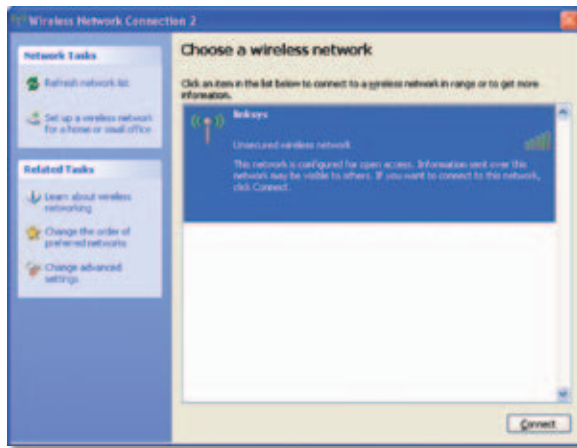 Wireless Network Connection 2
Network Tasks
Refresh network list
Set up a wireless network
for a home or small office
Related Tasks
Learn about wireless
networking
Change the order of
preferred networks
Change advanced
settings
Choose a wireless network
Click an item in the list below to connect to a wireless network in range or to get more
information.
linksys
Unsecured wireless network
This network is configured for open access. Information sent over this
network may be visible to others. If you want to connect to this network,
click Connect.
Connect